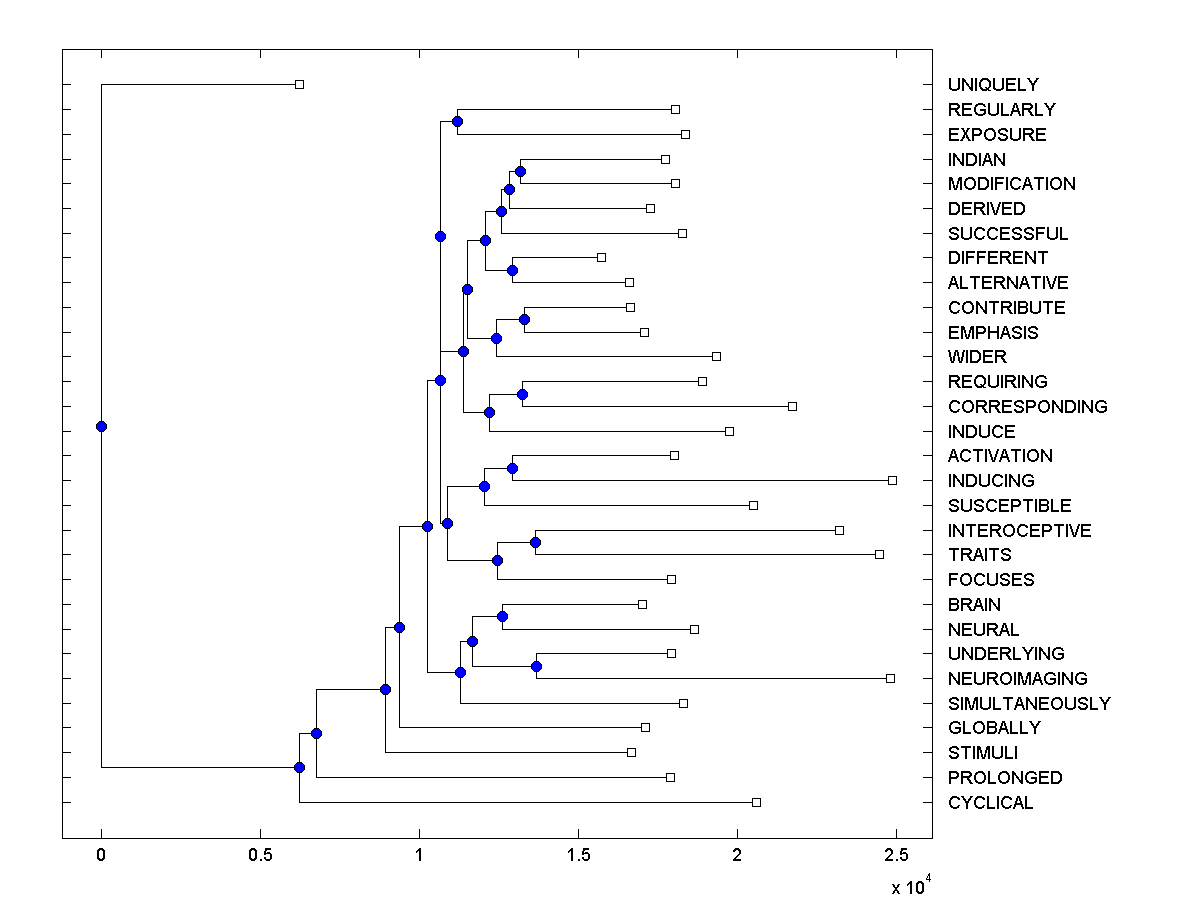 UNIQUELY
REGULARLY
EXPOSURE
INDIAN
MODIFICATION
DERIVED
SUCCESSFUL
DIFFERENT
ALTERNATIVE
CONTRIBUTE
EMPHASIS
WIDER
REQUIRING
CORRESPONDING
INDUCE
ACTIVATION
INDUCING
SUSCEPTIBLE
INTEROCEPTIVE
TRAITS
FOCUSES
BRAIN
NEURAL
UNDERLYING
NEUROIMAGING
SIMULTANEOUSLY
GLOBALLY
STIMULI
PROLONGED
CYCLICAL
0 0.5 1 1.5 2 2.5
x 10^4